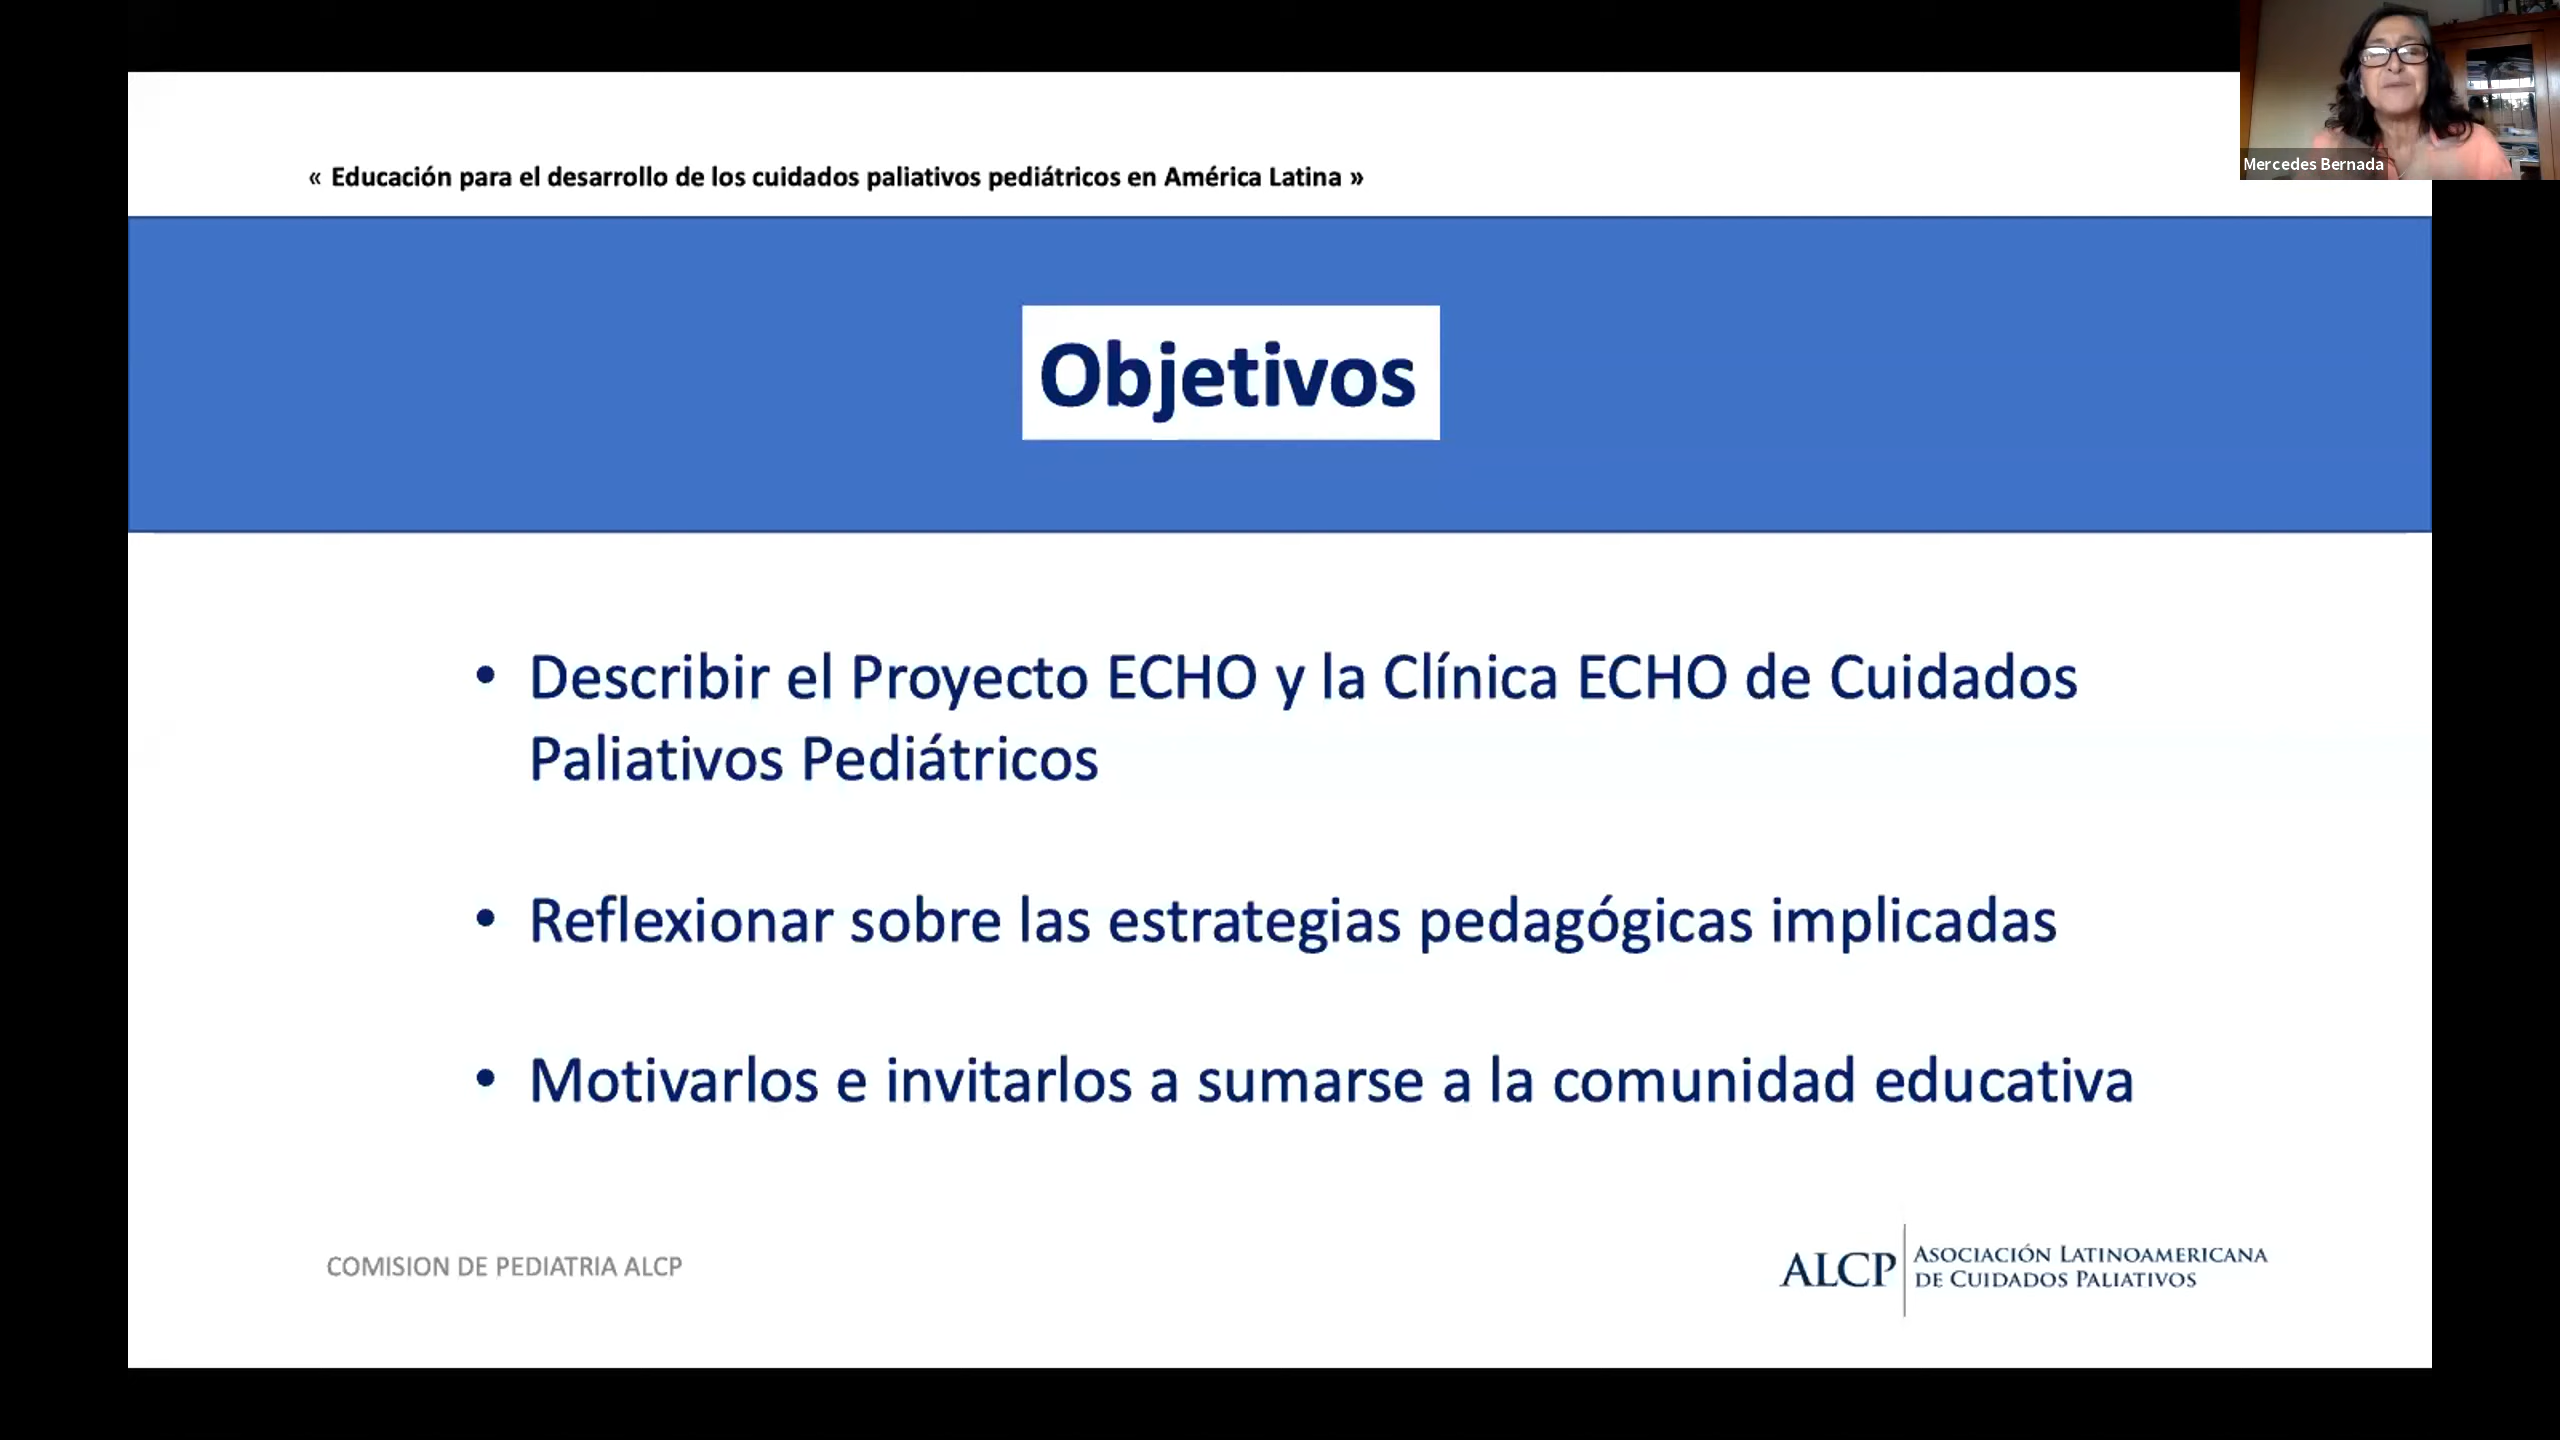 « Educación para el desarrollo de los cuidados paliativos pediátricos en América Latina »
Mercedes Bernada
Objetivos
• Describir el Proyecto ECHO y la Clínica ECHO de Cuidados
Paliativos Pediátricos
• Reflexionar sobre las estrategias pedagógicas implicadas
• Motivarlos e invitarlos a sumarse a la comunidad educativa
COMISION DE PEDIATRIA ALCP
ALCP
ASOCIACIÓN LATINOAMERICANA
DE CUIDADOS PALIATIVOS